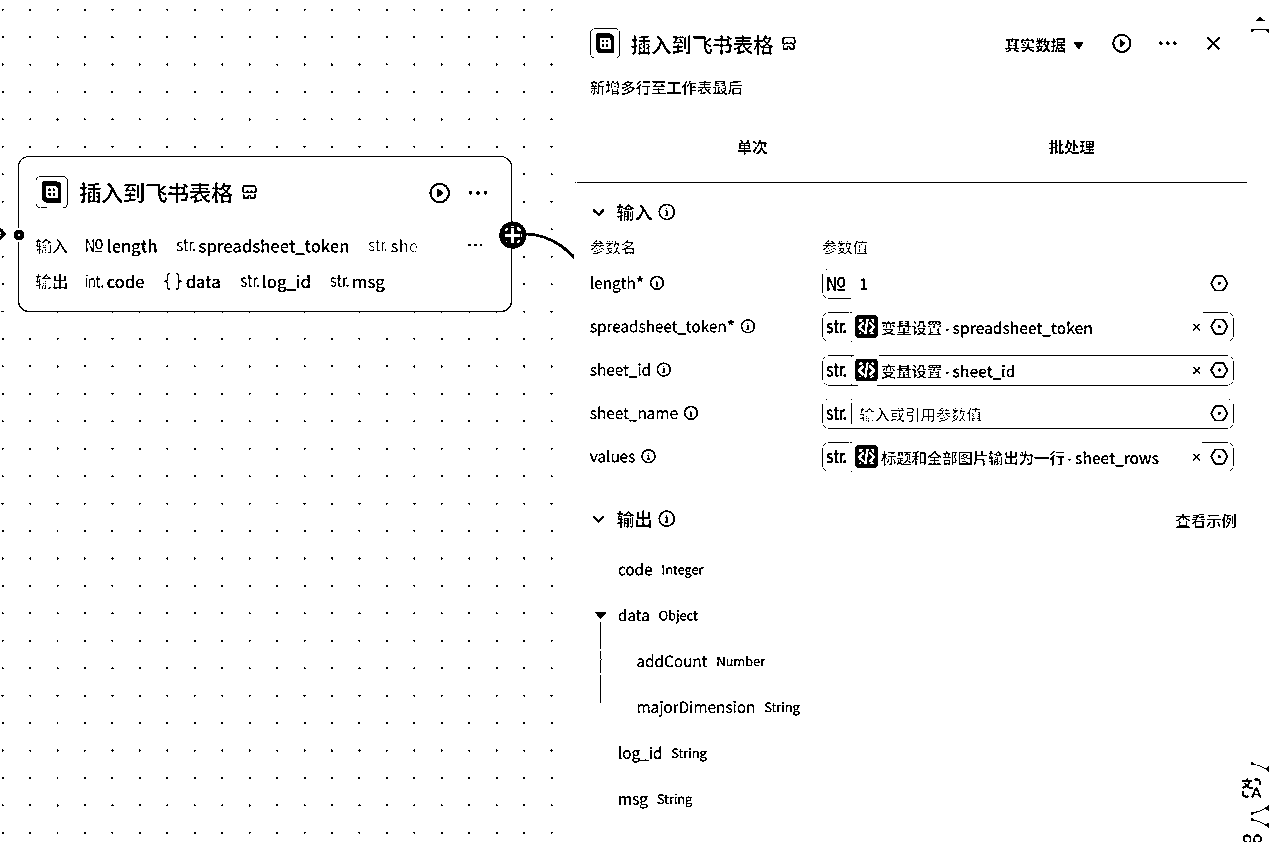 插入到飞书表格
输入 № length str. spreadsheet_token str. she ...
输出 int. code {} data str. log_id str. msg
插入到飞书表格 真实数据
新增多行至工作表最后
单次 批处理
输入
参数名 参数值
length* № 1
spreadsheet_token* str. 变量设置 - spreadsheet_token ×
sheet_id str. 变量设置 - sheet_id ×
sheet_name str. 输入或引用参数值
values str. 标题和全部图片输出为一行 - sheet_rows ×
输出 查看示例
code Integer
data Object
addCount Number
majorDimension String
log_id String
msg String